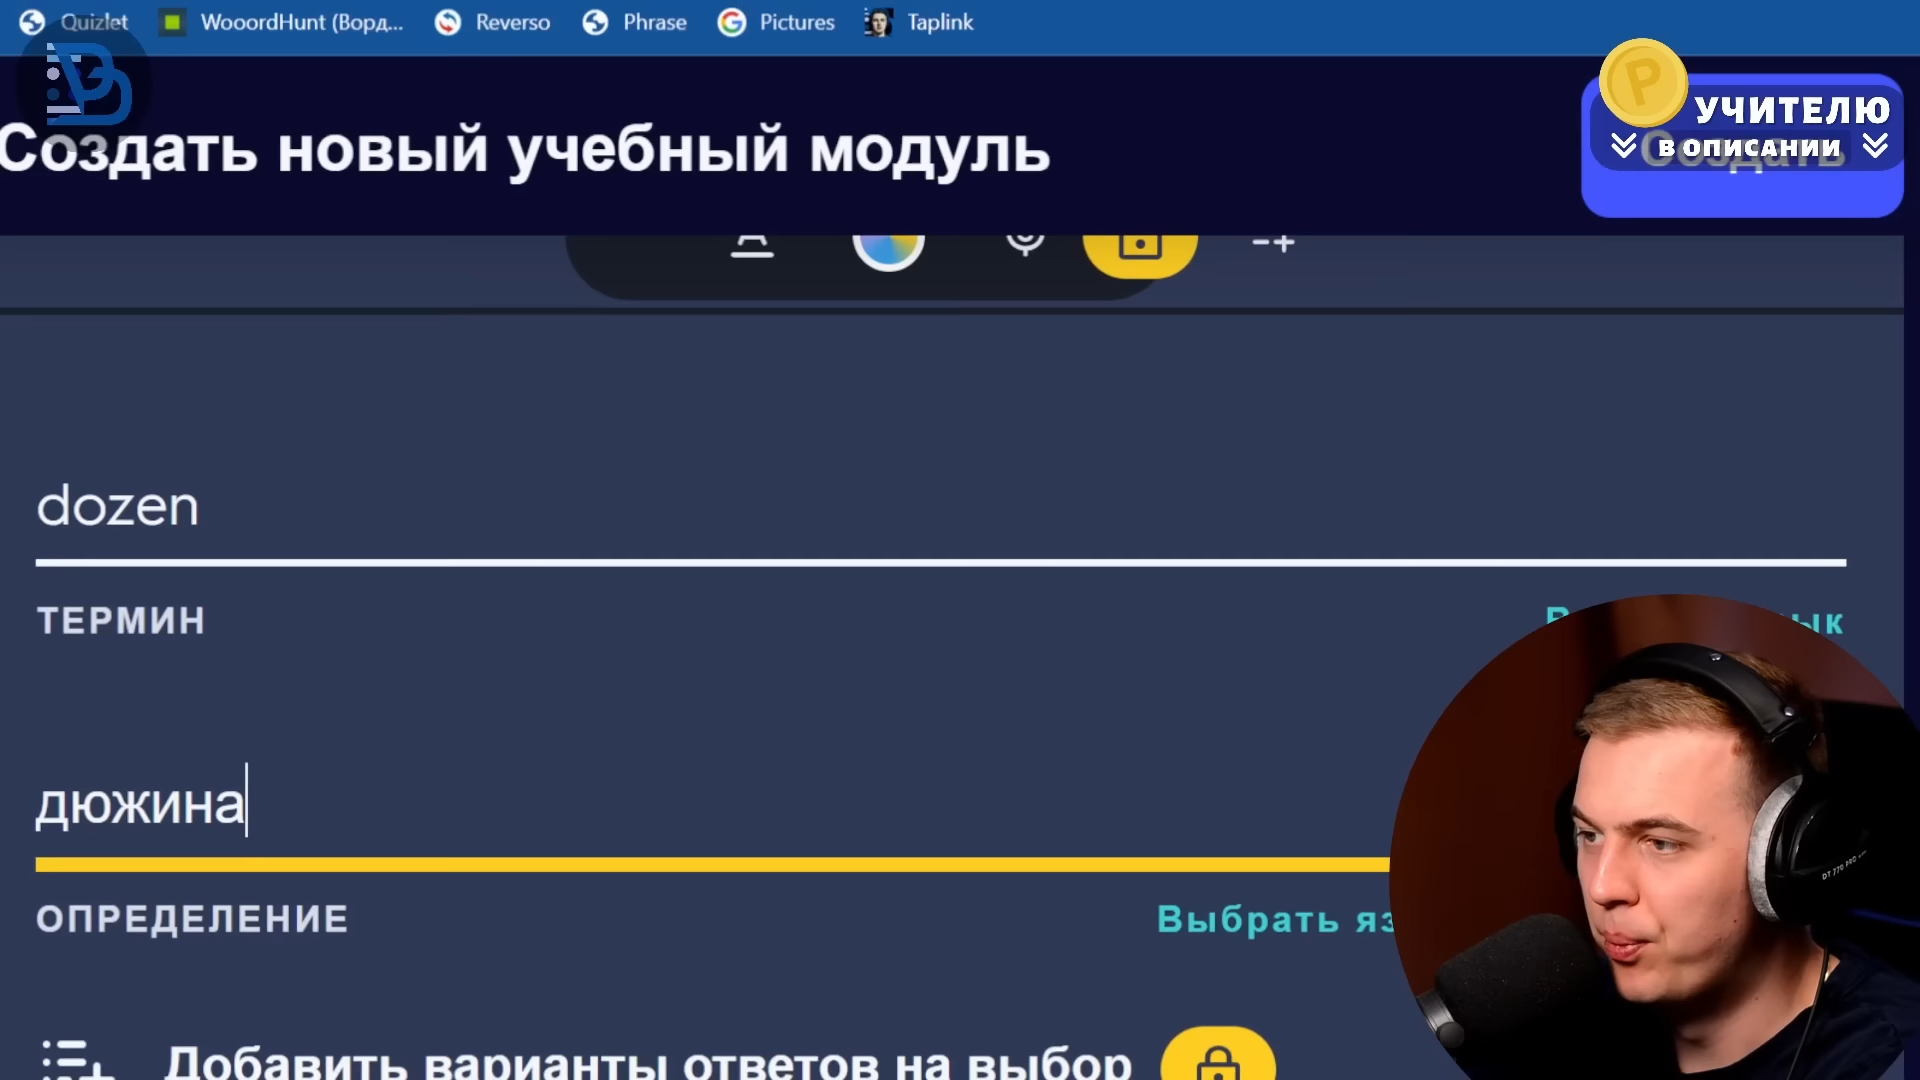 Quizlet WooordHunt (Ворд... Reverso Phrase Pictures Taplink
УЧИТЕЛЮ
В ОПИСАНИИ
Создать новый учебный модуль
Создать
dozen
ТЕРМИН
дюжина
ОПРЕДЕЛЕНИЕ
Выбрать яз
Добавить варианты ответов на выбор